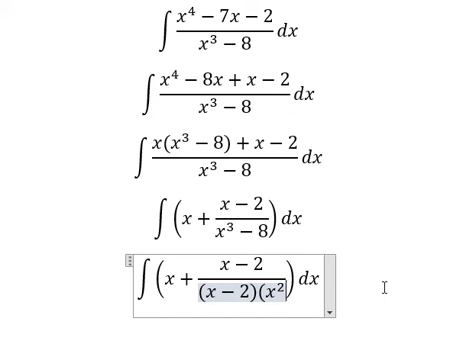 ∫ (x⁴ − 7x − 2)/(x³ − 8) dx
∫ (x⁴ − 8x + x − 2)/(x³ − 8) dx
∫ (x(x³ − 8) + x − 2)/(x³ − 8) dx
∫ (x + (x − 2)/(x³ − 8)) dx
∫ (x + (x − 2)/((x − 2)(x²)) dx